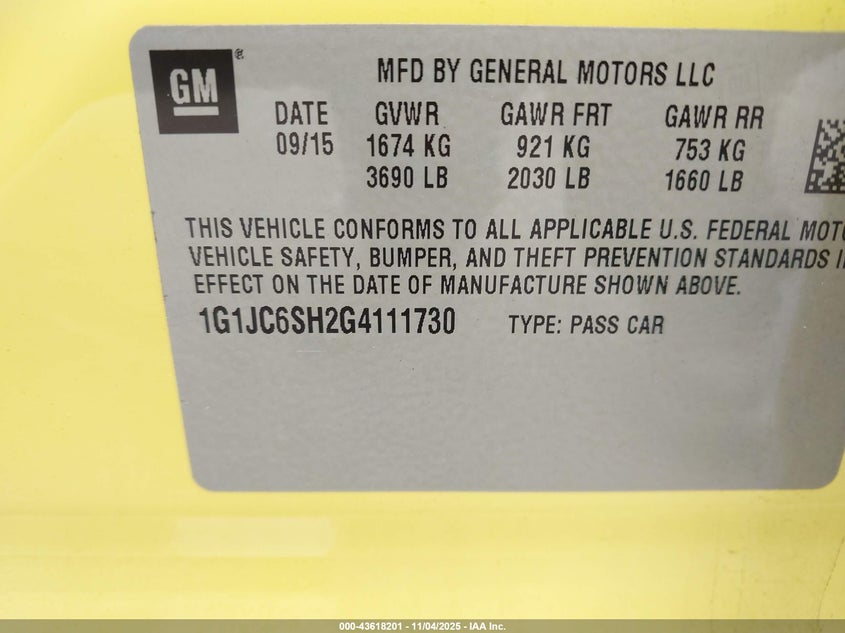 GM®
MFD BY GENERAL MOTORS LLC
DATE GVWR GAWR FRT GAWR RR
09/15 1674 KG 921 KG 753 KG
3690 LB 2030 LB 1660 LB
THIS VEHICLE CONFORMS TO ALL APPLICABLE U.S. FEDERAL MOTO
VEHICLE SAFETY, BUMPER, AND THEFT PREVENTION STANDARDS I
EFFECT ON THE DATE OF MANUFACTURE SHOWN ABOVE.
1G1JC6SH2G4111730 TYPE: PASS CAR
000-43618201 - 11/04/2025 - IAA Inc.